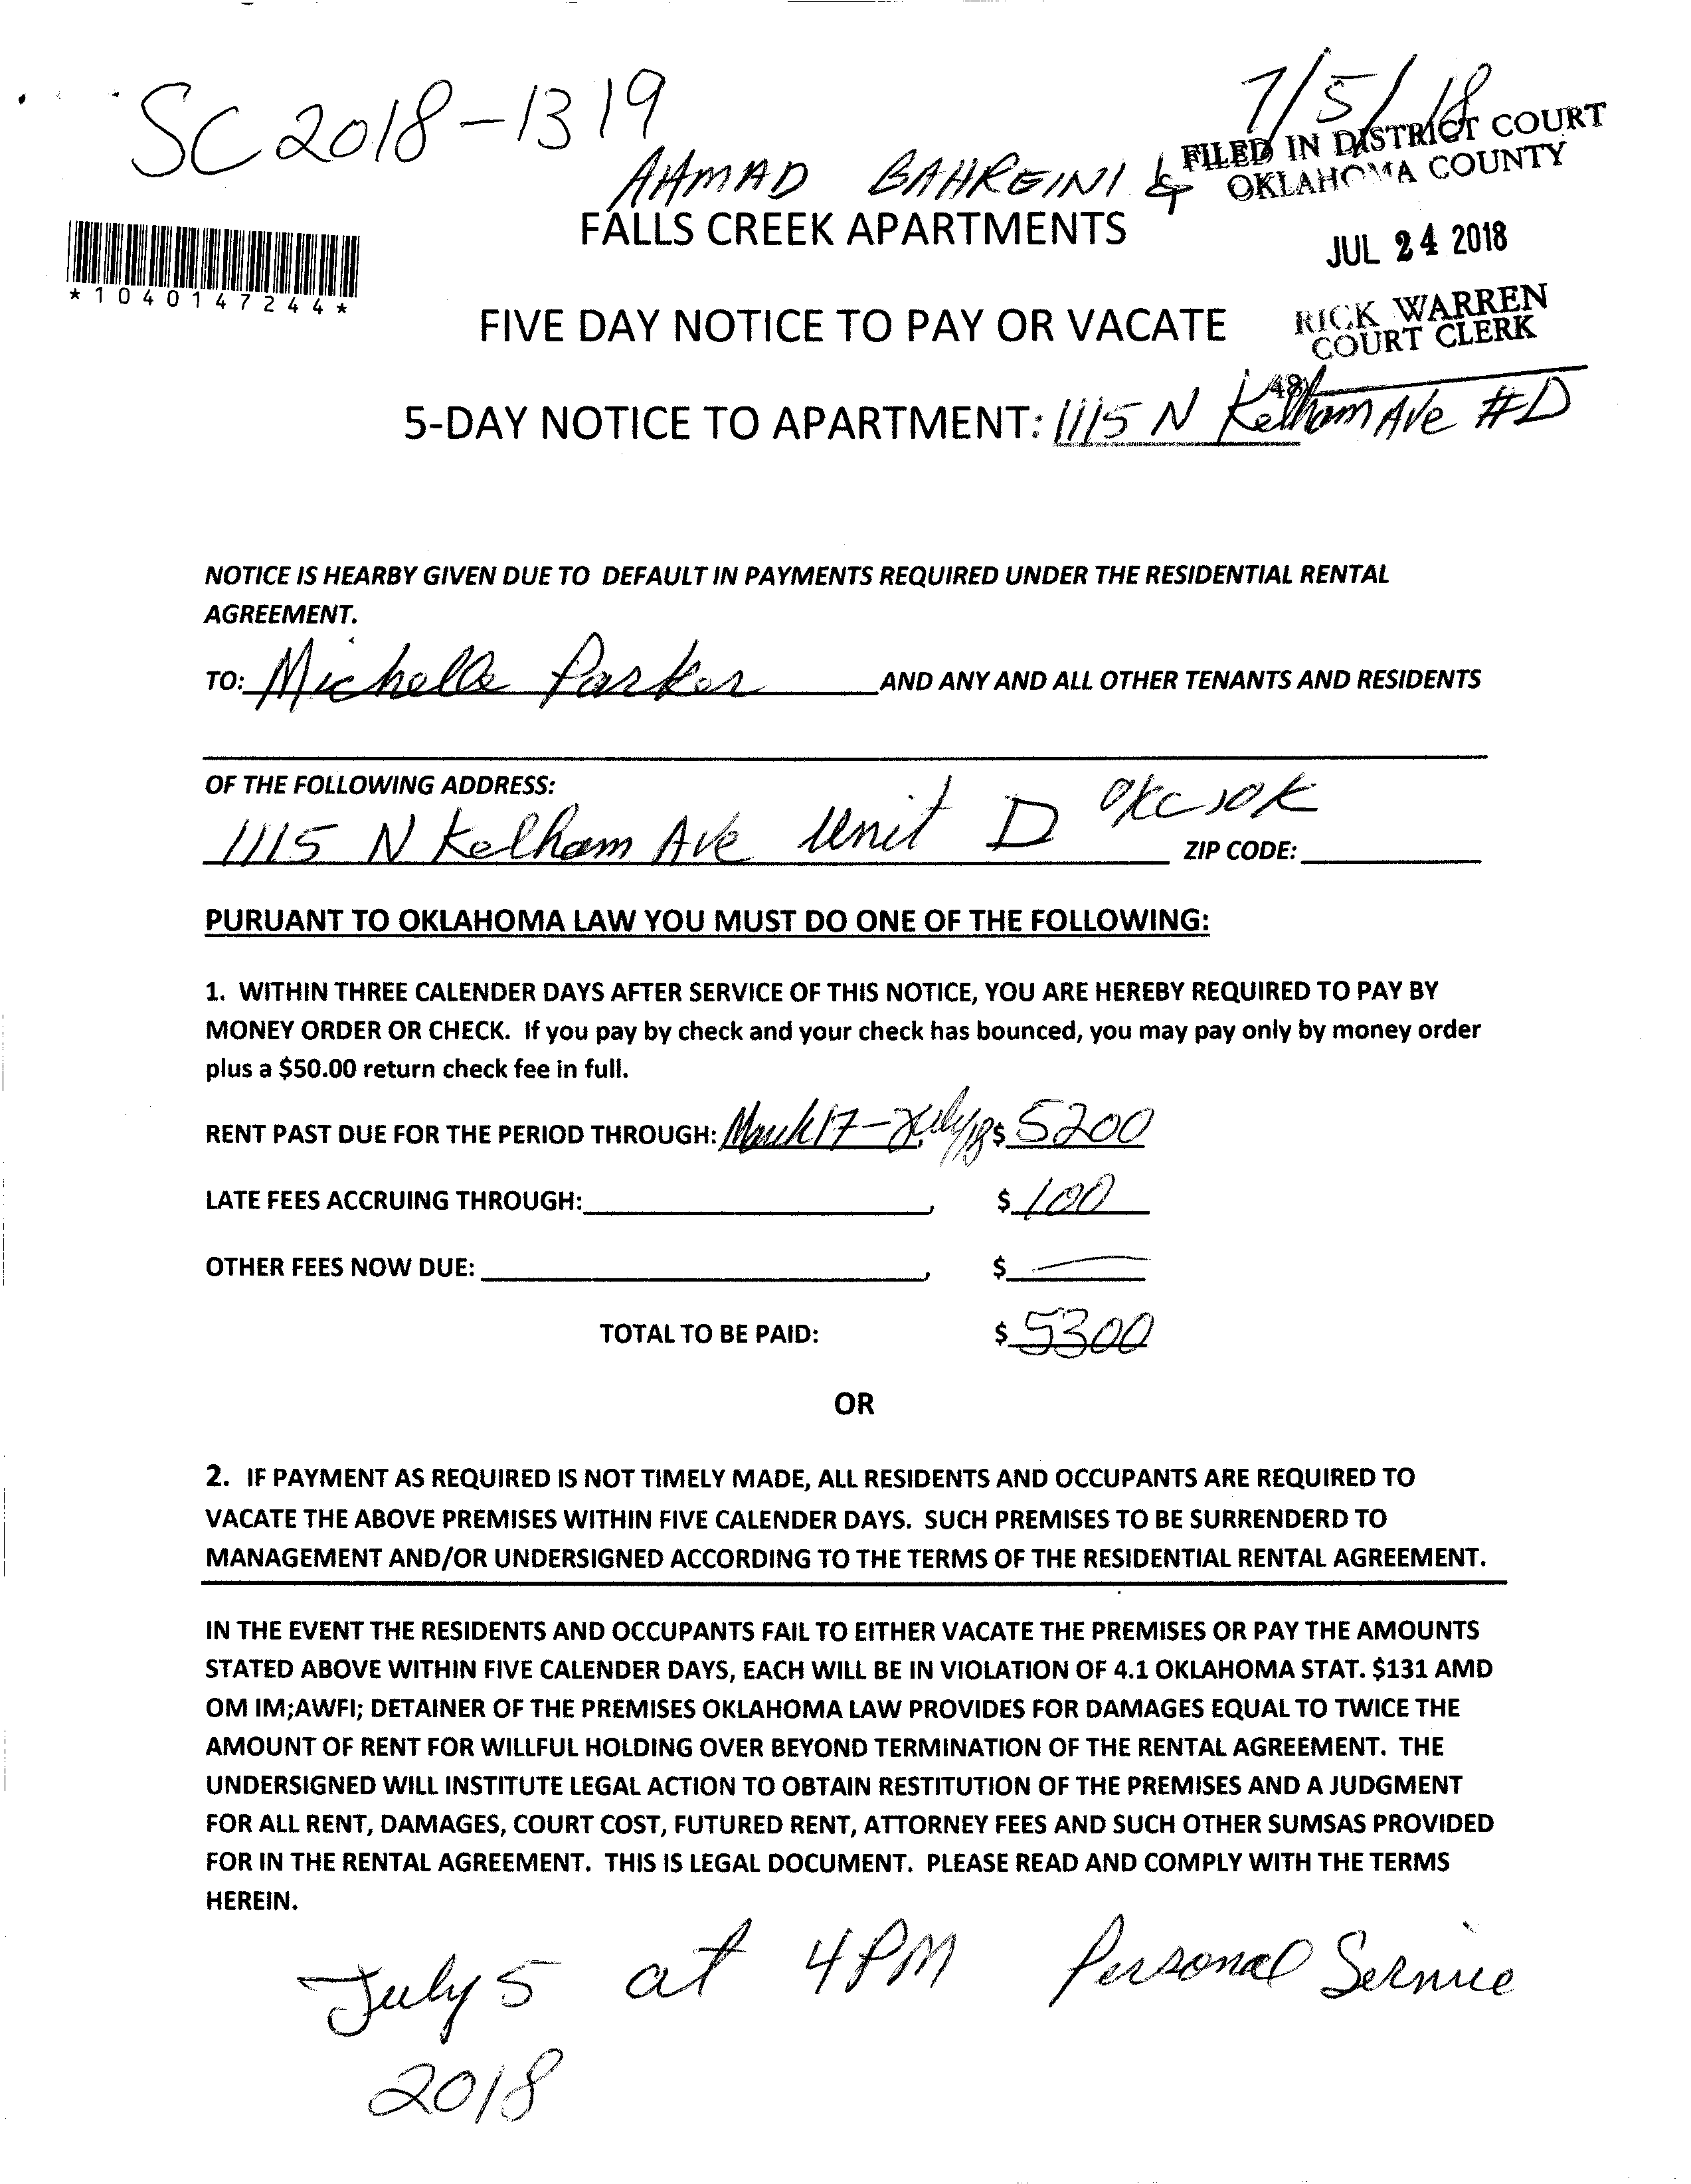 SC 2018-1319
7/5/18
AHMAD BAHREINI &
FILED IN DISTRICT COURT
OKLAHOMA COUNTY
FALLS CREEK APARTMENTS
JUL 24 2018
*1040147244*
FIVE DAY NOTICE TO PAY OR VACATE
RICK WARREN
COURT CLERK
48
5-DAY NOTICE TO APARTMENT: 1115 N Kelham Ave #D
NOTICE IS HEARBY GIVEN DUE TO DEFAULT IN PAYMENTS REQUIRED UNDER THE RESIDENTIAL RENTAL
AGREEMENT.
TO: Michelle Parker AND ANY AND ALL OTHER TENANTS AND RESIDENTS
OF THE FOLLOWING ADDRESS:
1115 N Kelham Ave Unit D OKC, OK
ZIP CODE:
PURUANT TO OKLAHOMA LAW YOU MUST DO ONE OF THE FOLLOWING:
1. WITHIN THREE CALENDER DAYS AFTER SERVICE OF THIS NOTICE, YOU ARE HEREBY REQUIRED TO PAY BY
MONEY ORDER OR CHECK. If you pay by check and your check has bounced, you may pay only by money order
plus a $50.00 return check fee in full.
RENT PAST DUE FOR THE PERIOD THROUGH: March 17 - July 18 $ 5200
LATE FEES ACCRUING THROUGH: , $ 100
OTHER FEES NOW DUE: , $ —
TOTAL TO BE PAID: $ 5300
OR
2. IF PAYMENT AS REQUIRED IS NOT TIMELY MADE, ALL RESIDENTS AND OCCUPANTS ARE REQUIRED TO
VACATE THE ABOVE PREMISES WITHIN FIVE CALENDER DAYS. SUCH PREMISES TO BE SURRENDERD TO
MANAGEMENT AND/OR UNDERSIGNED ACCORDING TO THE TERMS OF THE RESIDENTIAL RENTAL AGREEMENT.
IN THE EVENT THE RESIDENTS AND OCCUPANTS FAIL TO EITHER VACATE THE PREMISES OR PAY THE AMOUNTS
STATED ABOVE WITHIN FIVE CALENDER DAYS, EACH WILL BE IN VIOLATION OF 4.1 OKLAHOMA STAT. $131 AMD
OM IM;AWFI; DETAINER OF THE PREMISES OKLAHOMA LAW PROVIDES FOR DAMAGES EQUAL TO TWICE THE
AMOUNT OF RENT FOR WILLFUL HOLDING OVER BEYOND TERMINATION OF THE RENTAL AGREEMENT. THE
UNDERSIGNED WILL INSTITUTE LEGAL ACTION TO OBTAIN RESTITUTION OF THE PREMISES AND A JUDGMENT
FOR ALL RENT, DAMAGES, COURT COST, FUTURED RENT, ATTORNEY FEES AND SUCH OTHER SUMSAS PROVIDED
FOR IN THE RENTAL AGREEMENT. THIS IS LEGAL DOCUMENT. PLEASE READ AND COMPLY WITH THE TERMS
HEREIN.
July 5 at 4 PM Personal Service
2018